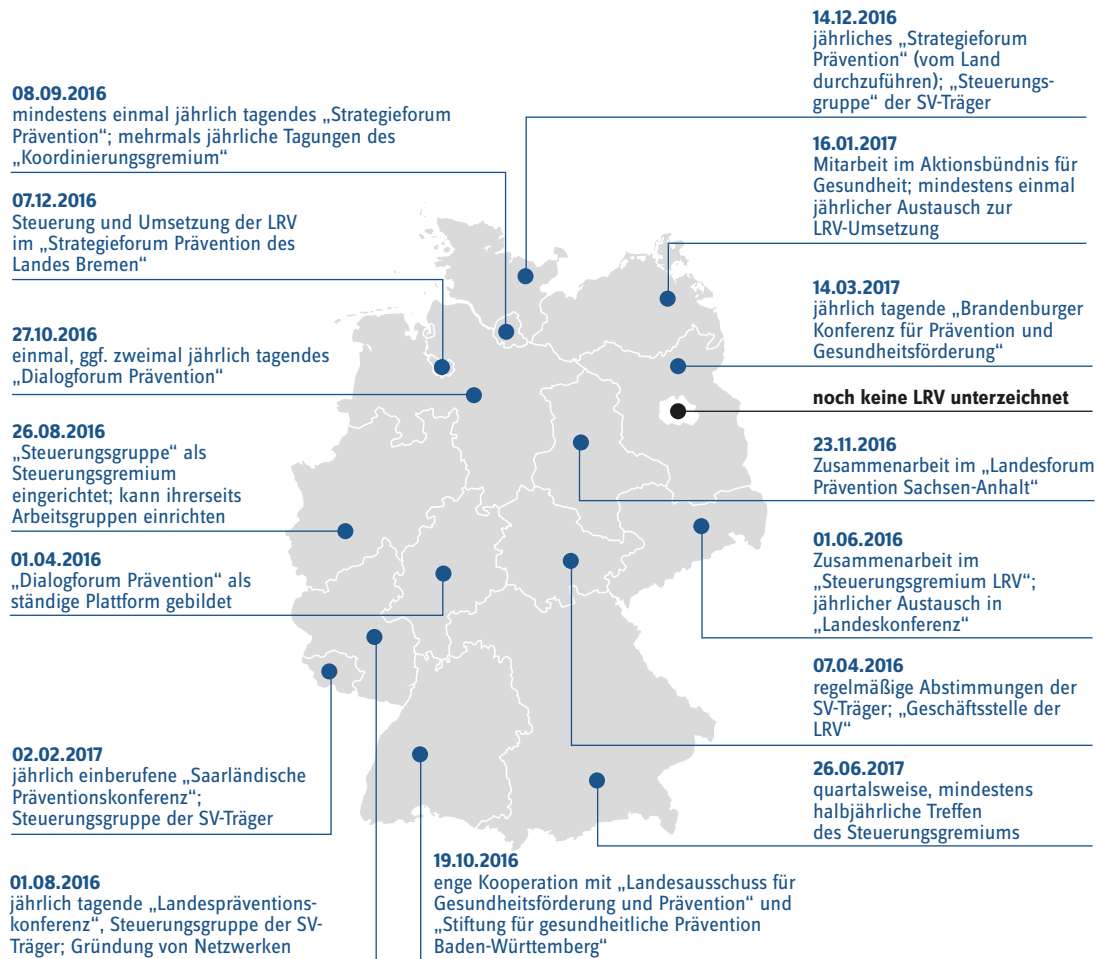 14.12.2016
jährliches „Strategieforum
Prävention“ (vom Land
durchzuführen); „Steuerungs-
gruppe“ der SV-Träger
08.09.2016
mindestens einmal jährlich tagendes „Strategieforum
Prävention“; mehrmals jährliche Tagungen des
„Koordinierungsgremium“
16.01.2017
Mitarbeit im Aktionsbündnis für
Gesundheit; mindestens einmal
jährlicher Austausch zur
LRV-Umsetzung
07.12.2016
Steuerung und Umsetzung der LRV
im „Strategieforum Prävention des
Landes Bremen“
14.03.2017
jährlich tagende „Brandenburger
Konferenz für Prävention und
Gesundheitsförderung“
27.10.2016
einmal, ggf. zweimal jährlich tagendes
„Dialogforum Prävention“
noch keine LRV unterzeichnet
26.08.2016
„Steuerungsgruppe“ als
Steuerungsgremium
eingerichtet; kann ihrerseits
Arbeitsgruppen einrichten
23.11.2016
Zusammenarbeit im „Landesforum
Prävention Sachsen-Anhalt“
01.06.2016
Zusammenarbeit im
„Steuerungsgremium LRV“;
jährlicher Austausch in
„Landeskonferenz“
01.04.2016
„Dialogforum Prävention“ als
ständige Plattform gebildet
07.04.2016
regelmäßige Abstimmungen der
SV-Träger; „Geschäftsstelle der
LRV“
02.02.2017
jährlich einberufene „Saarländische
Präventionskonferenz“;
Steuerungsgruppe der SV-Träger
26.06.2017
quartalsweise, mindestens
halbjährliche Treffen
des Steuerungsgremiums
01.08.2016
jährlich tagende „Landespräventions-
konferenz“, Steuerungsgruppe der SV-
Träger; Gründung von Netzwerken
19.10.2016
enge Kooperation mit „Landesausschuss für
Gesundheitsförderung und Prävention“ und
„Stiftung für gesundheitliche Prävention
Baden-Württemberg“